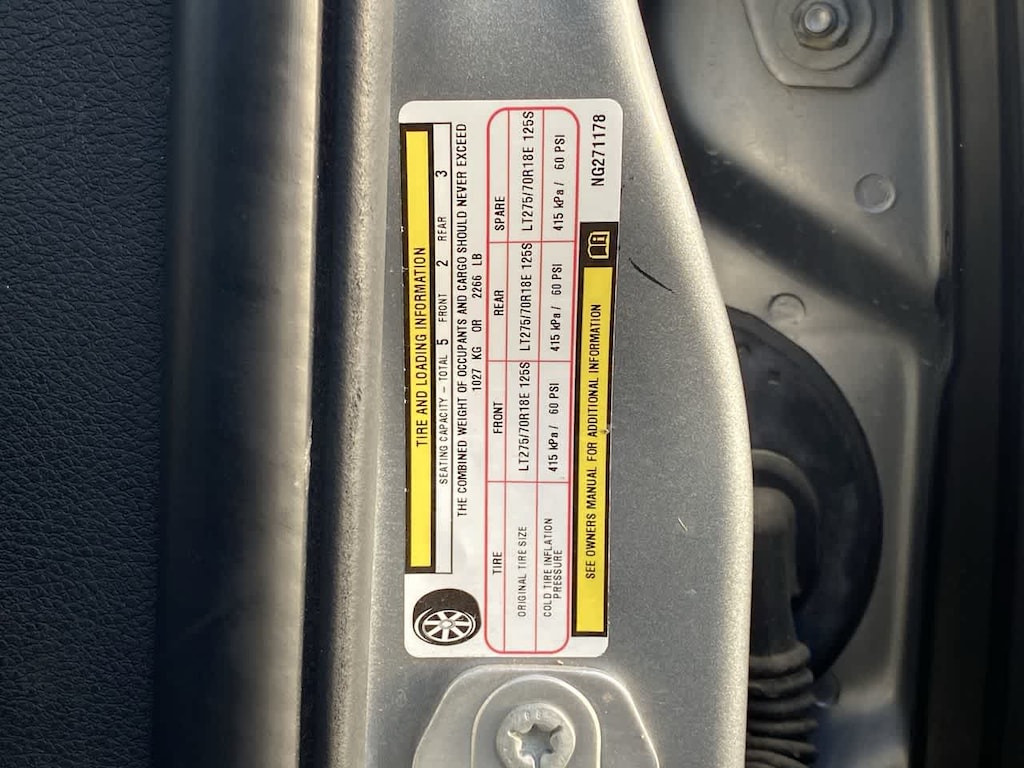 TIRE AND LOADING INFORMATION
SEATING CAPACITY - TOTAL 5 FRONT 2 REAR 3
THE COMBINED WEIGHT OF OCCUPANTS AND CARGO SHOULD NEVER EXCEED
1027 KG OR 2266 LB
TIRE FRONT REAR SPARE
ORIGINAL TIRE SIZE LT275/70R18E 125S LT275/70R18E 125S LT275/70R18E 125S
COLD TIRE INFLATION
PRESSURE 415 kPa / 60 PSI 415 kPa / 60 PSI 415 kPa / 60 PSI
SEE OWNERS MANUAL FOR ADDITIONAL INFORMATION
NG271178